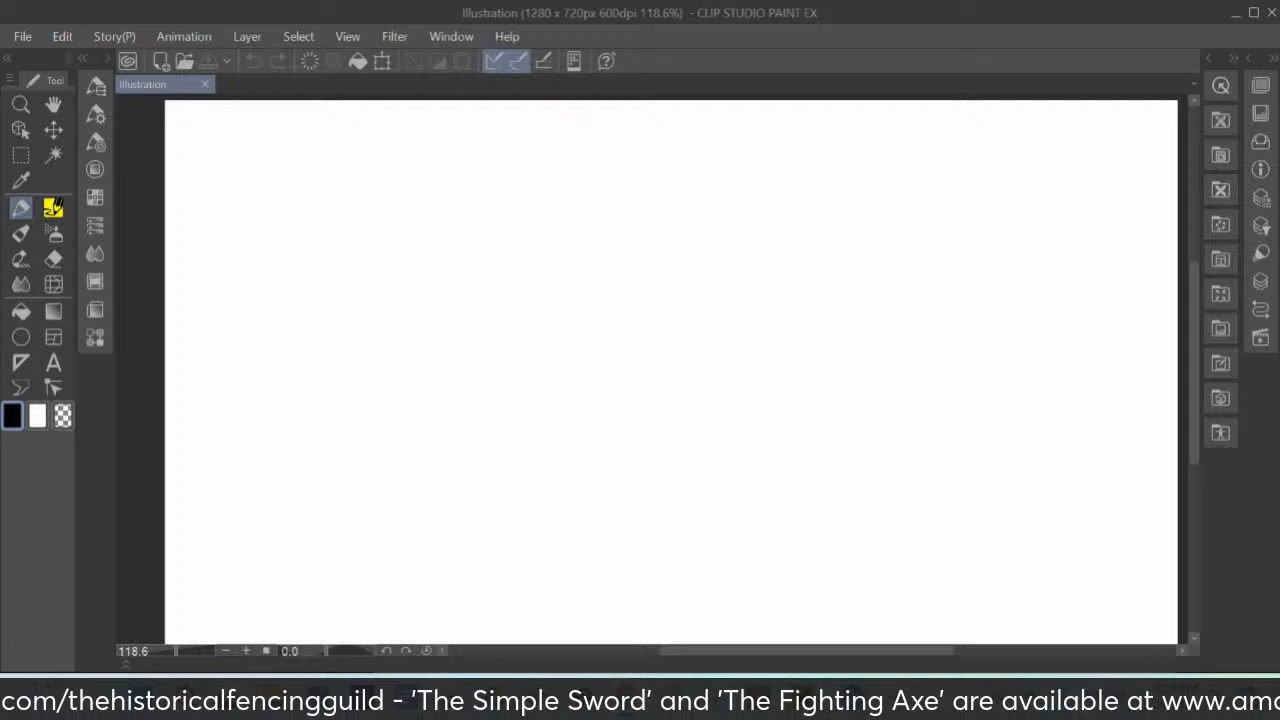 Illustration (1280 x 720px 600dpi 118.6%) - CLIP STUDIO PAINT EX
File Edit Story(P) Animation Layer Select View Filter Window Help
Tool
Illustration
A
118.6 0.0
com/thehistoricalfencingguild - 'The Simple Sword' and 'The Fighting Axe' are available at www.ama